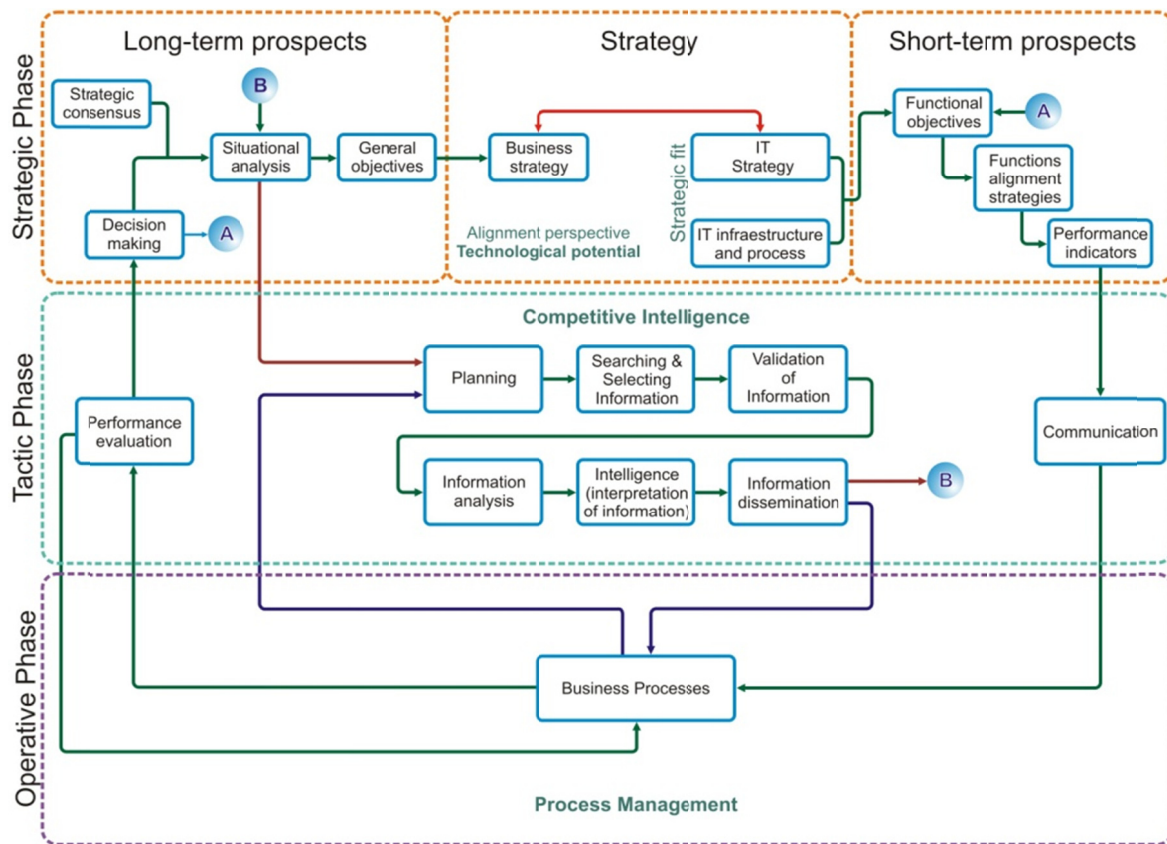 Strategic Phase
Long-term prospects
Strategy
Short-term prospects
Strategic
consensus
B
Situational
analysis
General
objectives
Decision
making
A
Business
strategy
IT
Strategy
Strategic fit
Alignment perspective
Technological potential
IT infraestructure
and process
Functional
objectives
A
Functions
alignment
strategies
Performance
indicators
Tactic Phase
Competitive Intelligence
Planning
Searching &
Selecting
Information
Validation
of
Information
Performance
evaluation
Communication
Information
analysis
Intelligence
(interpretation
of information)
Information
dissemination
B
Operative Phase
Business Processes
Process Management